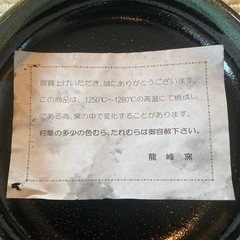 御買上げいただき、誠にありがとうございます。
この商品は、1250℃〜1280℃の高温にて焼成し
てある為、窯の中で変化することがあります。
絵薬の多少の色むら、たれむらは御容赦下さい。
龍峰窯